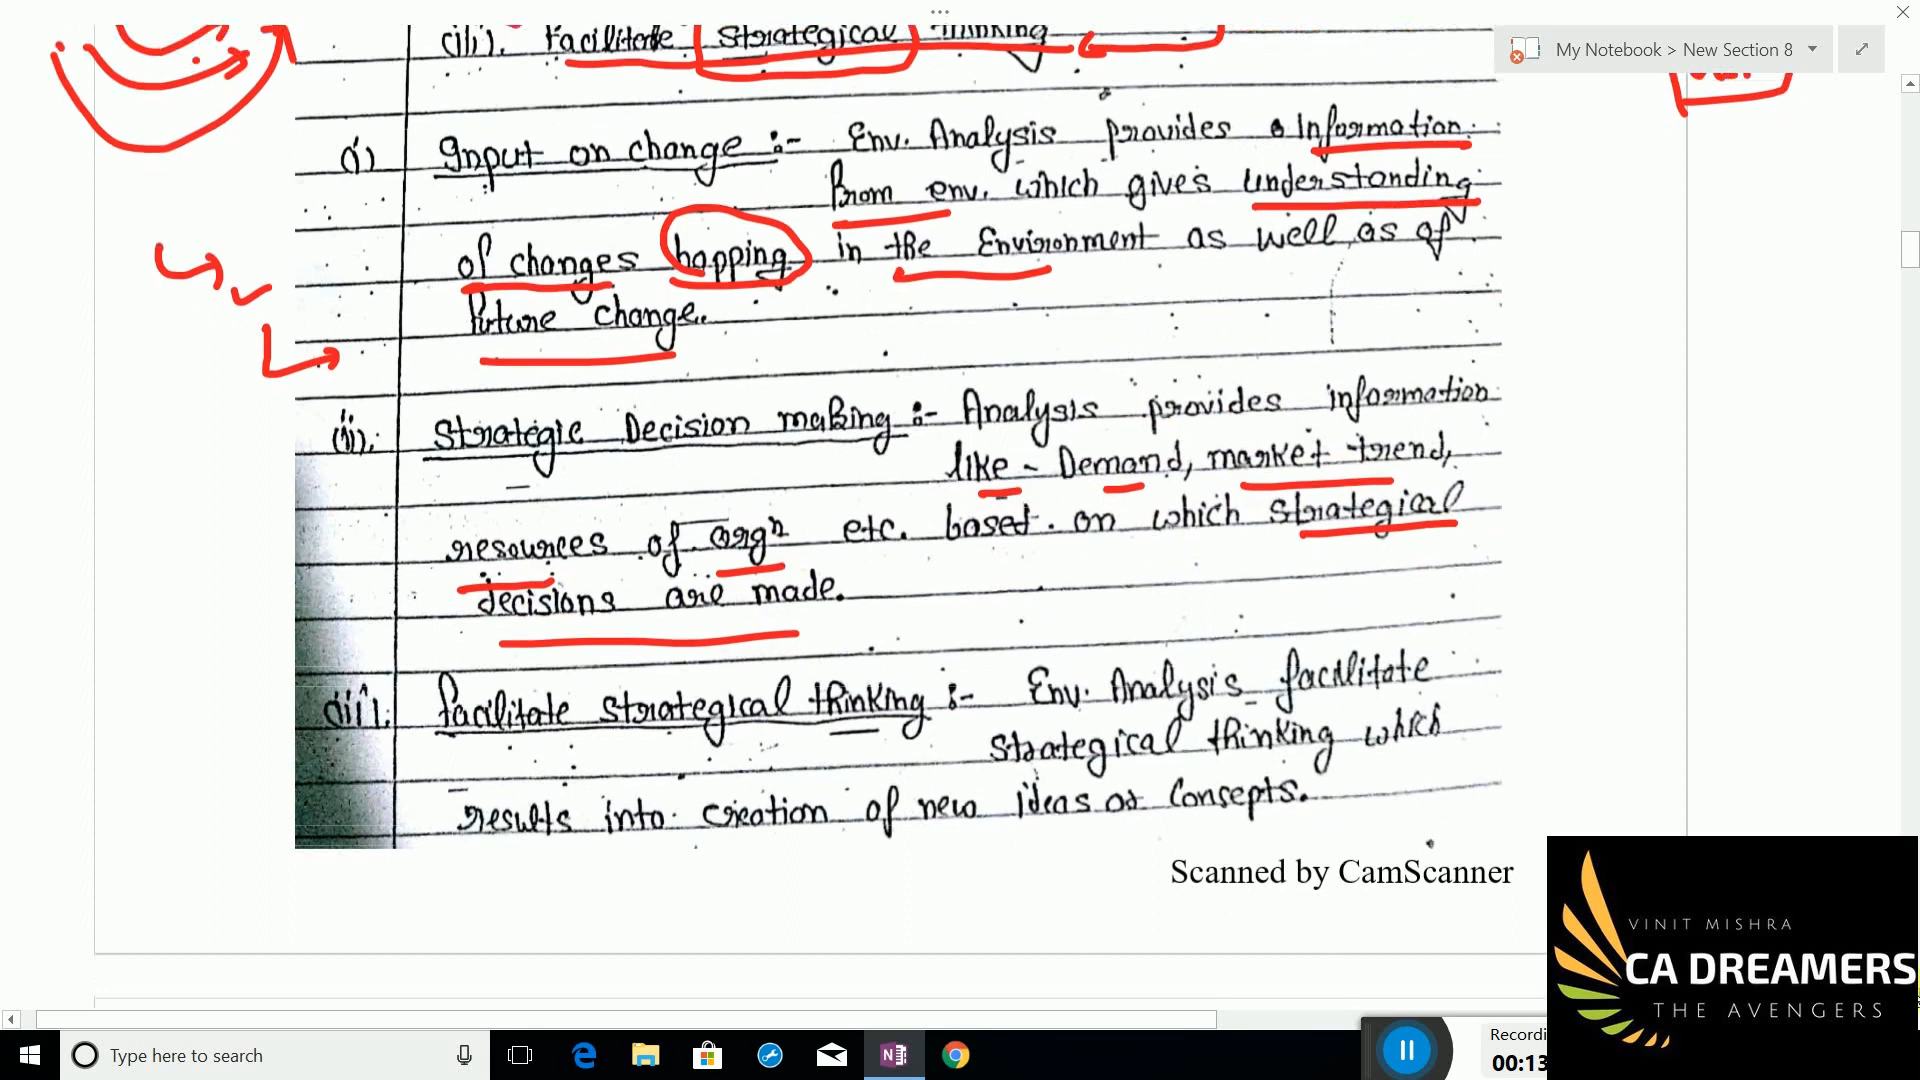 (iii). Facilitate Strategical Thinking
My Notebook > New Section 8
(i) Input on change :- Env. Analysis provides Information
from env. which gives understanding
of changes happing in the Environment as well as of
future change.
(ii). Strategic Decision making :- Analysis provides information
like - Demand, market trend,
resources of orgn etc. based on which strategical
decisions are made.
(iii). facilitate strategical thinking :- Env. Analysis facilitate
strategical thinking which
results into creation of new ideas or Consepts.
Scanned by CamScanner
VINIT MISHRA
CA DREAMERS
THE AVENGERS
Type here to search
Recordi
00:13